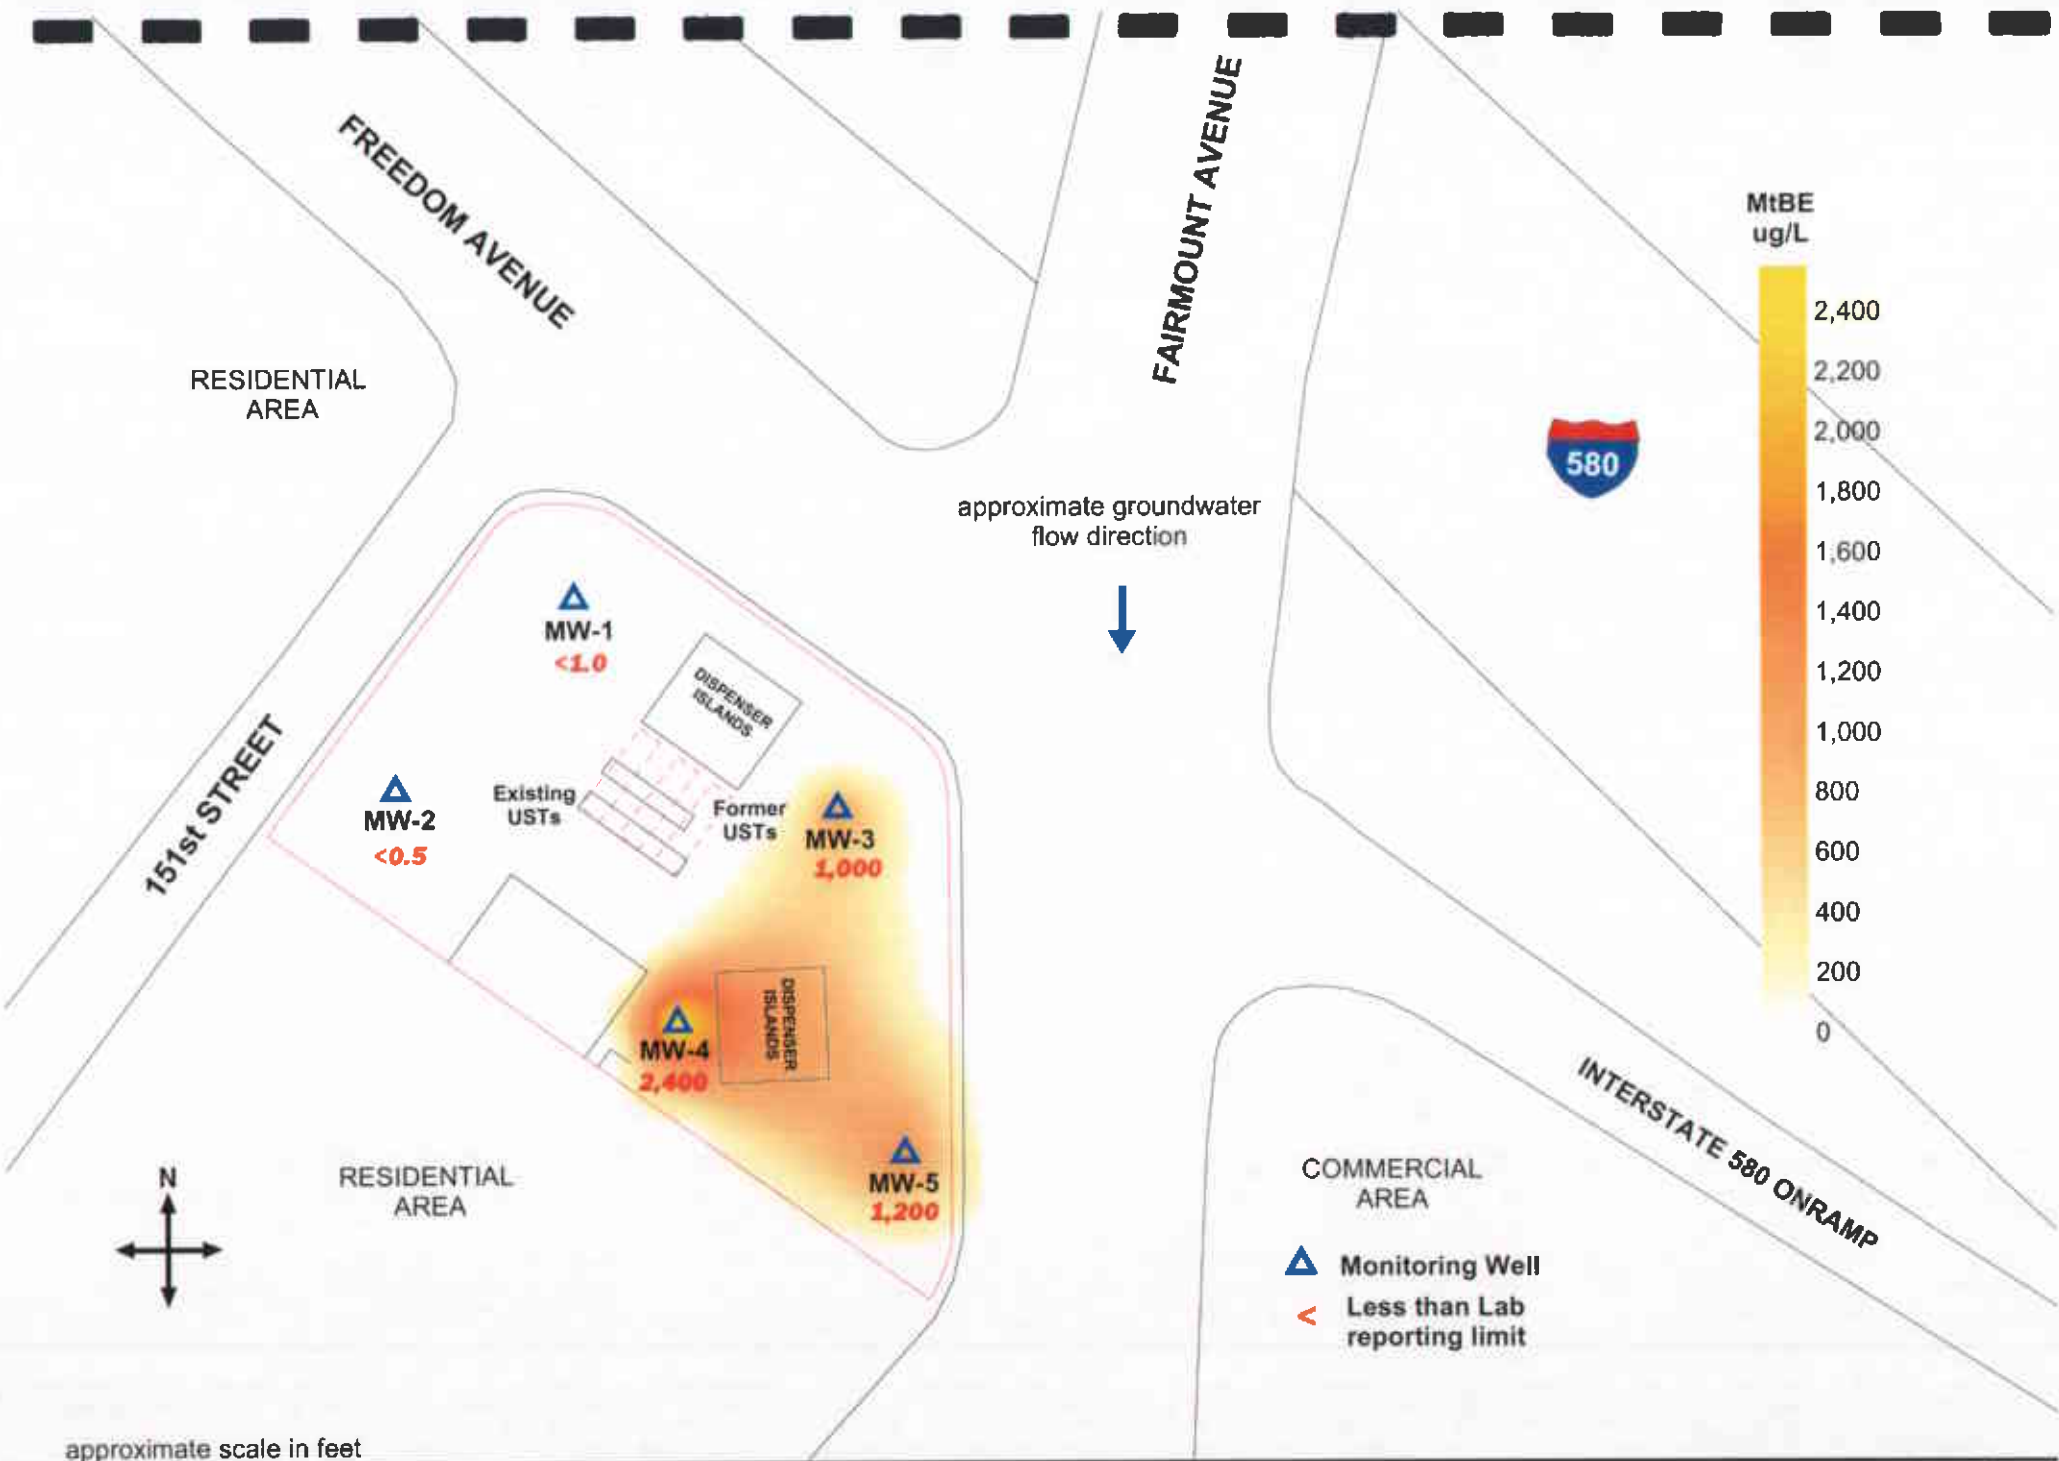 FREEDOM AVENUE
FAIRMOUNT AVENUE
MtBE
ug/L
2,400
2,200
2,000
1,800
1,600
1,400
1,200
1,000
800
600
400
200
0
RESIDENTIAL
AREA
580
approximate groundwater
flow direction
MW-1
<1.0
DISPENSER
ISLANDS
151st STREET
MW-2
<0.5
Existing
USTs
Former
USTs
MW-3
1,000
DISPENSER
ISLANDS
MW-4
2,400
MW-5
1,200
INTERSTATE 580 ONRAMP
N
RESIDENTIAL
AREA
COMMERCIAL
AREA
Monitoring Well
< Less than Lab
reporting limit
approximate scale in feet